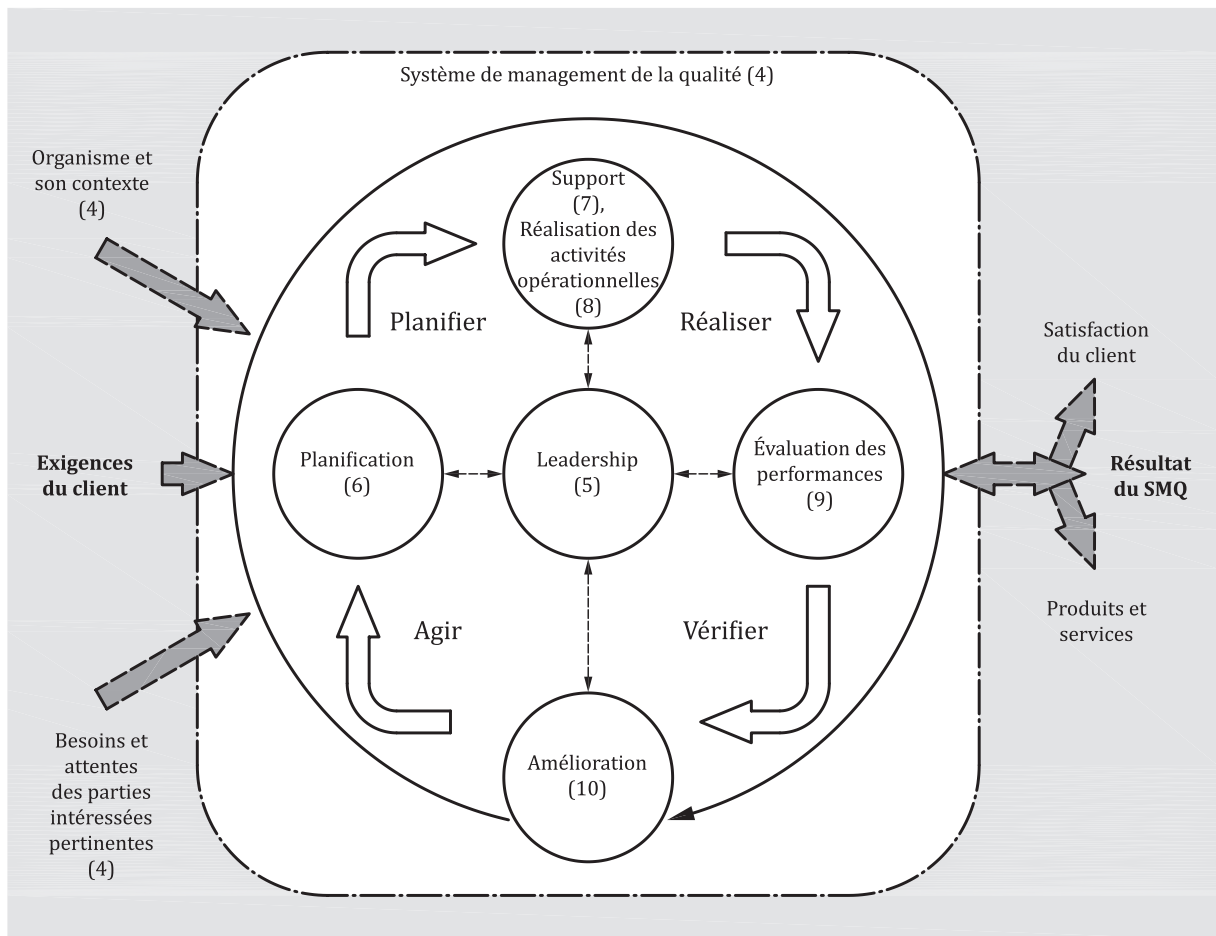 Système de management de la qualité (4)
Organisme et
son contexte
(4)
Support
(7),
Réalisation des
activités
opérationnelles
(8)
Planifier
Réaliser
Satisfaction
du client
Exigences
du client
Planification
(6)
Leadership
(5)
Évaluation des
performances
(9)
Résultat
du SMQ
Agir
Vérifier
Produits et
services
Besoins et
attentes
des parties
intéressées
pertinentes
(4)
Amélioration
(10)